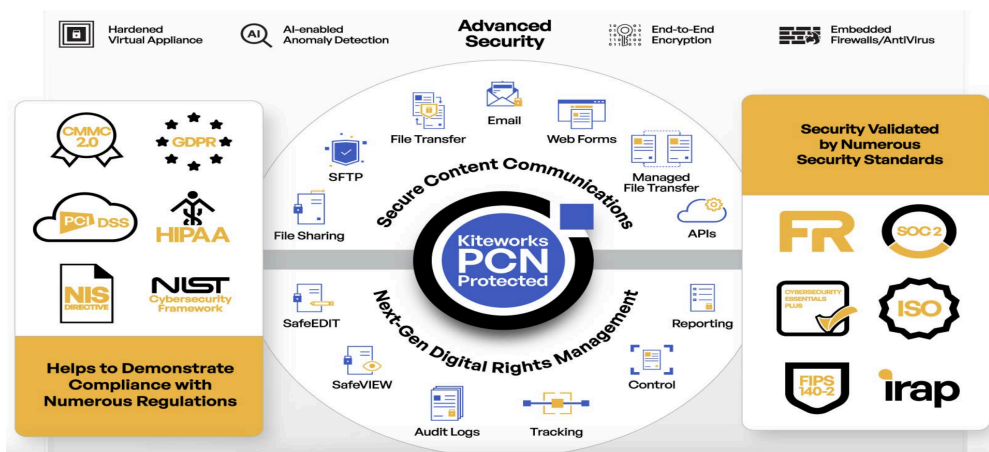 Hardened
Virtual Appliance
AI
AI-enabled
Anomaly Detection
Advanced
Security
End-to-End
Encryption
Embedded
Firewalls/AntiVirus
CMMC
2.0
GDPR
PCI DSS
HIPAA
NIS
DIRECTIVE
NIST
Cybersecurity
Framework
Helps to Demonstrate
Compliance with
Numerous Regulations
File Sharing
SFTP
File Transfer
Email
Web Forms
Managed
File Transfer
APIs
Secure Content Communications
Kiteworks
PCN
Protected
Next-Gen Digital Rights Management
SafeEDIT
SafeVIEW
Audit Logs
Tracking
Control
Reporting
Security Validated
by Numerous
Security Standards
FR
SOC 2
CYBERSECURITY
ESSENTIALS
PLUS
ISO
FIPS
140-2
irap